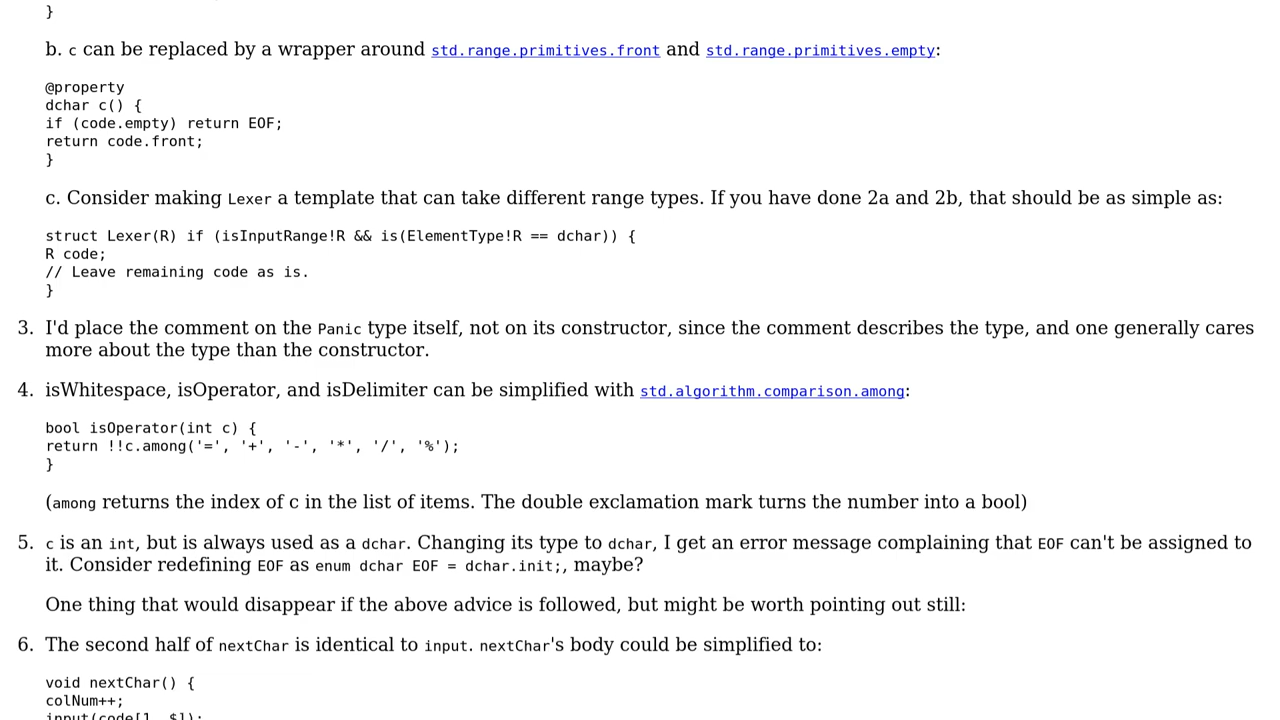 }
b. c can be replaced by a wrapper around std.range.primitives.front and std.range.primitives.empty:
@property
dchar c() {
if (code.empty) return EOF;
return code.front;
}
c. Consider making Lexer a template that can take different range types. If you have done 2a and 2b, that should be as simple as:
struct Lexer(R) if (isInputRange!R && is(ElementType!R == dchar)) {
R code;
// Leave remaining code as is.
}
3. I'd place the comment on the Panic type itself, not on its constructor, since the comment describes the type, and one generally cares
more about the type than the constructor.
4. isWhitespace, isOperator, and isDelimiter can be simplified with std.algorithm.comparison.among:
bool isOperator(int c) {
return !!c.among('=', '+', '-', '*', '/', '%');
}
(among returns the index of c in the list of items. The double exclamation mark turns the number into a bool)
5. c is an int, but is always used as a dchar. Changing its type to dchar, I get an error message complaining that EOF can't be assigned to
it. Consider redefining EOF as enum dchar EOF = dchar.init;, maybe?
One thing that would disappear if the above advice is followed, but might be worth pointing out still:
6. The second half of nextChar is identical to input. nextChar's body could be simplified to:
void nextChar() {
colNum++;
input(code[1..$]);